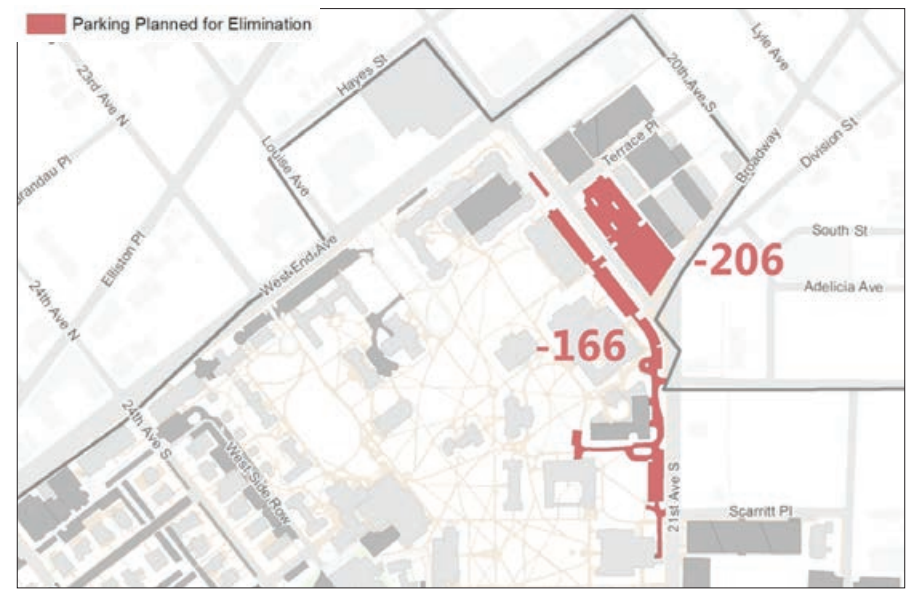 Parking Planned for Elimination
Lyle Ave
Hayes St
20th Ave S
23rd Ave N
Terrace Pl
Louise Ave
Broadway
Division St
South St
Elliston Pl
West End Ave
-206
Adelicia Ave
24th Ave N
-166
24th Ave S
West Side Row
21st Ave S
Scarritt Pl